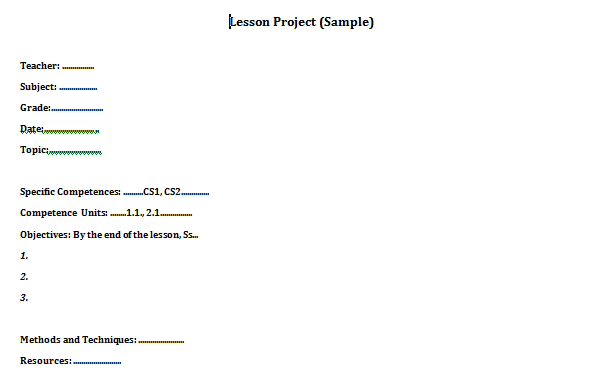 Lesson Project (Sample)
Teacher: ................
Subject: ...................
Grade:..........................
Date:...........................
Topic:..........................
Specific Competences: ..........CS1, CS2..............
Competence Units: ........1.1., 2.1................
Objectives: By the end of the lesson, Ss...
1.
2.
3.
Methods and Techniques: .......................
Resources: ........................